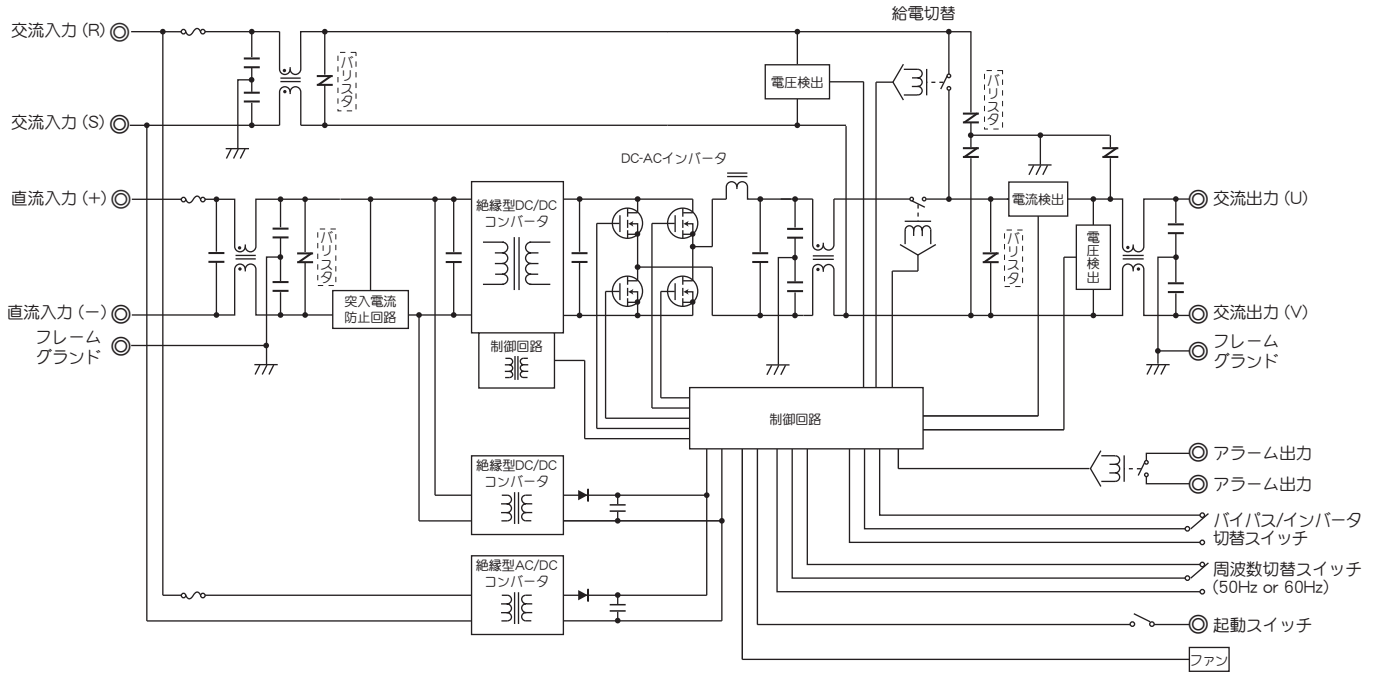 給電切替
交流入力 (R)
バリスタ
電圧検出
バリスタ
交流入力 (S)
DC-ACインバータ
直流入力 (+)
絶縁型DC/DC
コンバータ
電流検出
交流出力 (U)
バリスタ
バリスタ
電圧検出
突入電流
防止回路
直流入力 (−)
交流出力 (V)
フレーム
グランド
制御回路
フレーム
グランド
制御回路
アラーム出力
絶縁型DC/DC
コンバータ
アラーム出力
バイパス/インバータ
切替スイッチ
絶縁型AC/DC
コンバータ
周波数切替スイッチ
(50Hz or 60Hz)
起動スイッチ
ファン